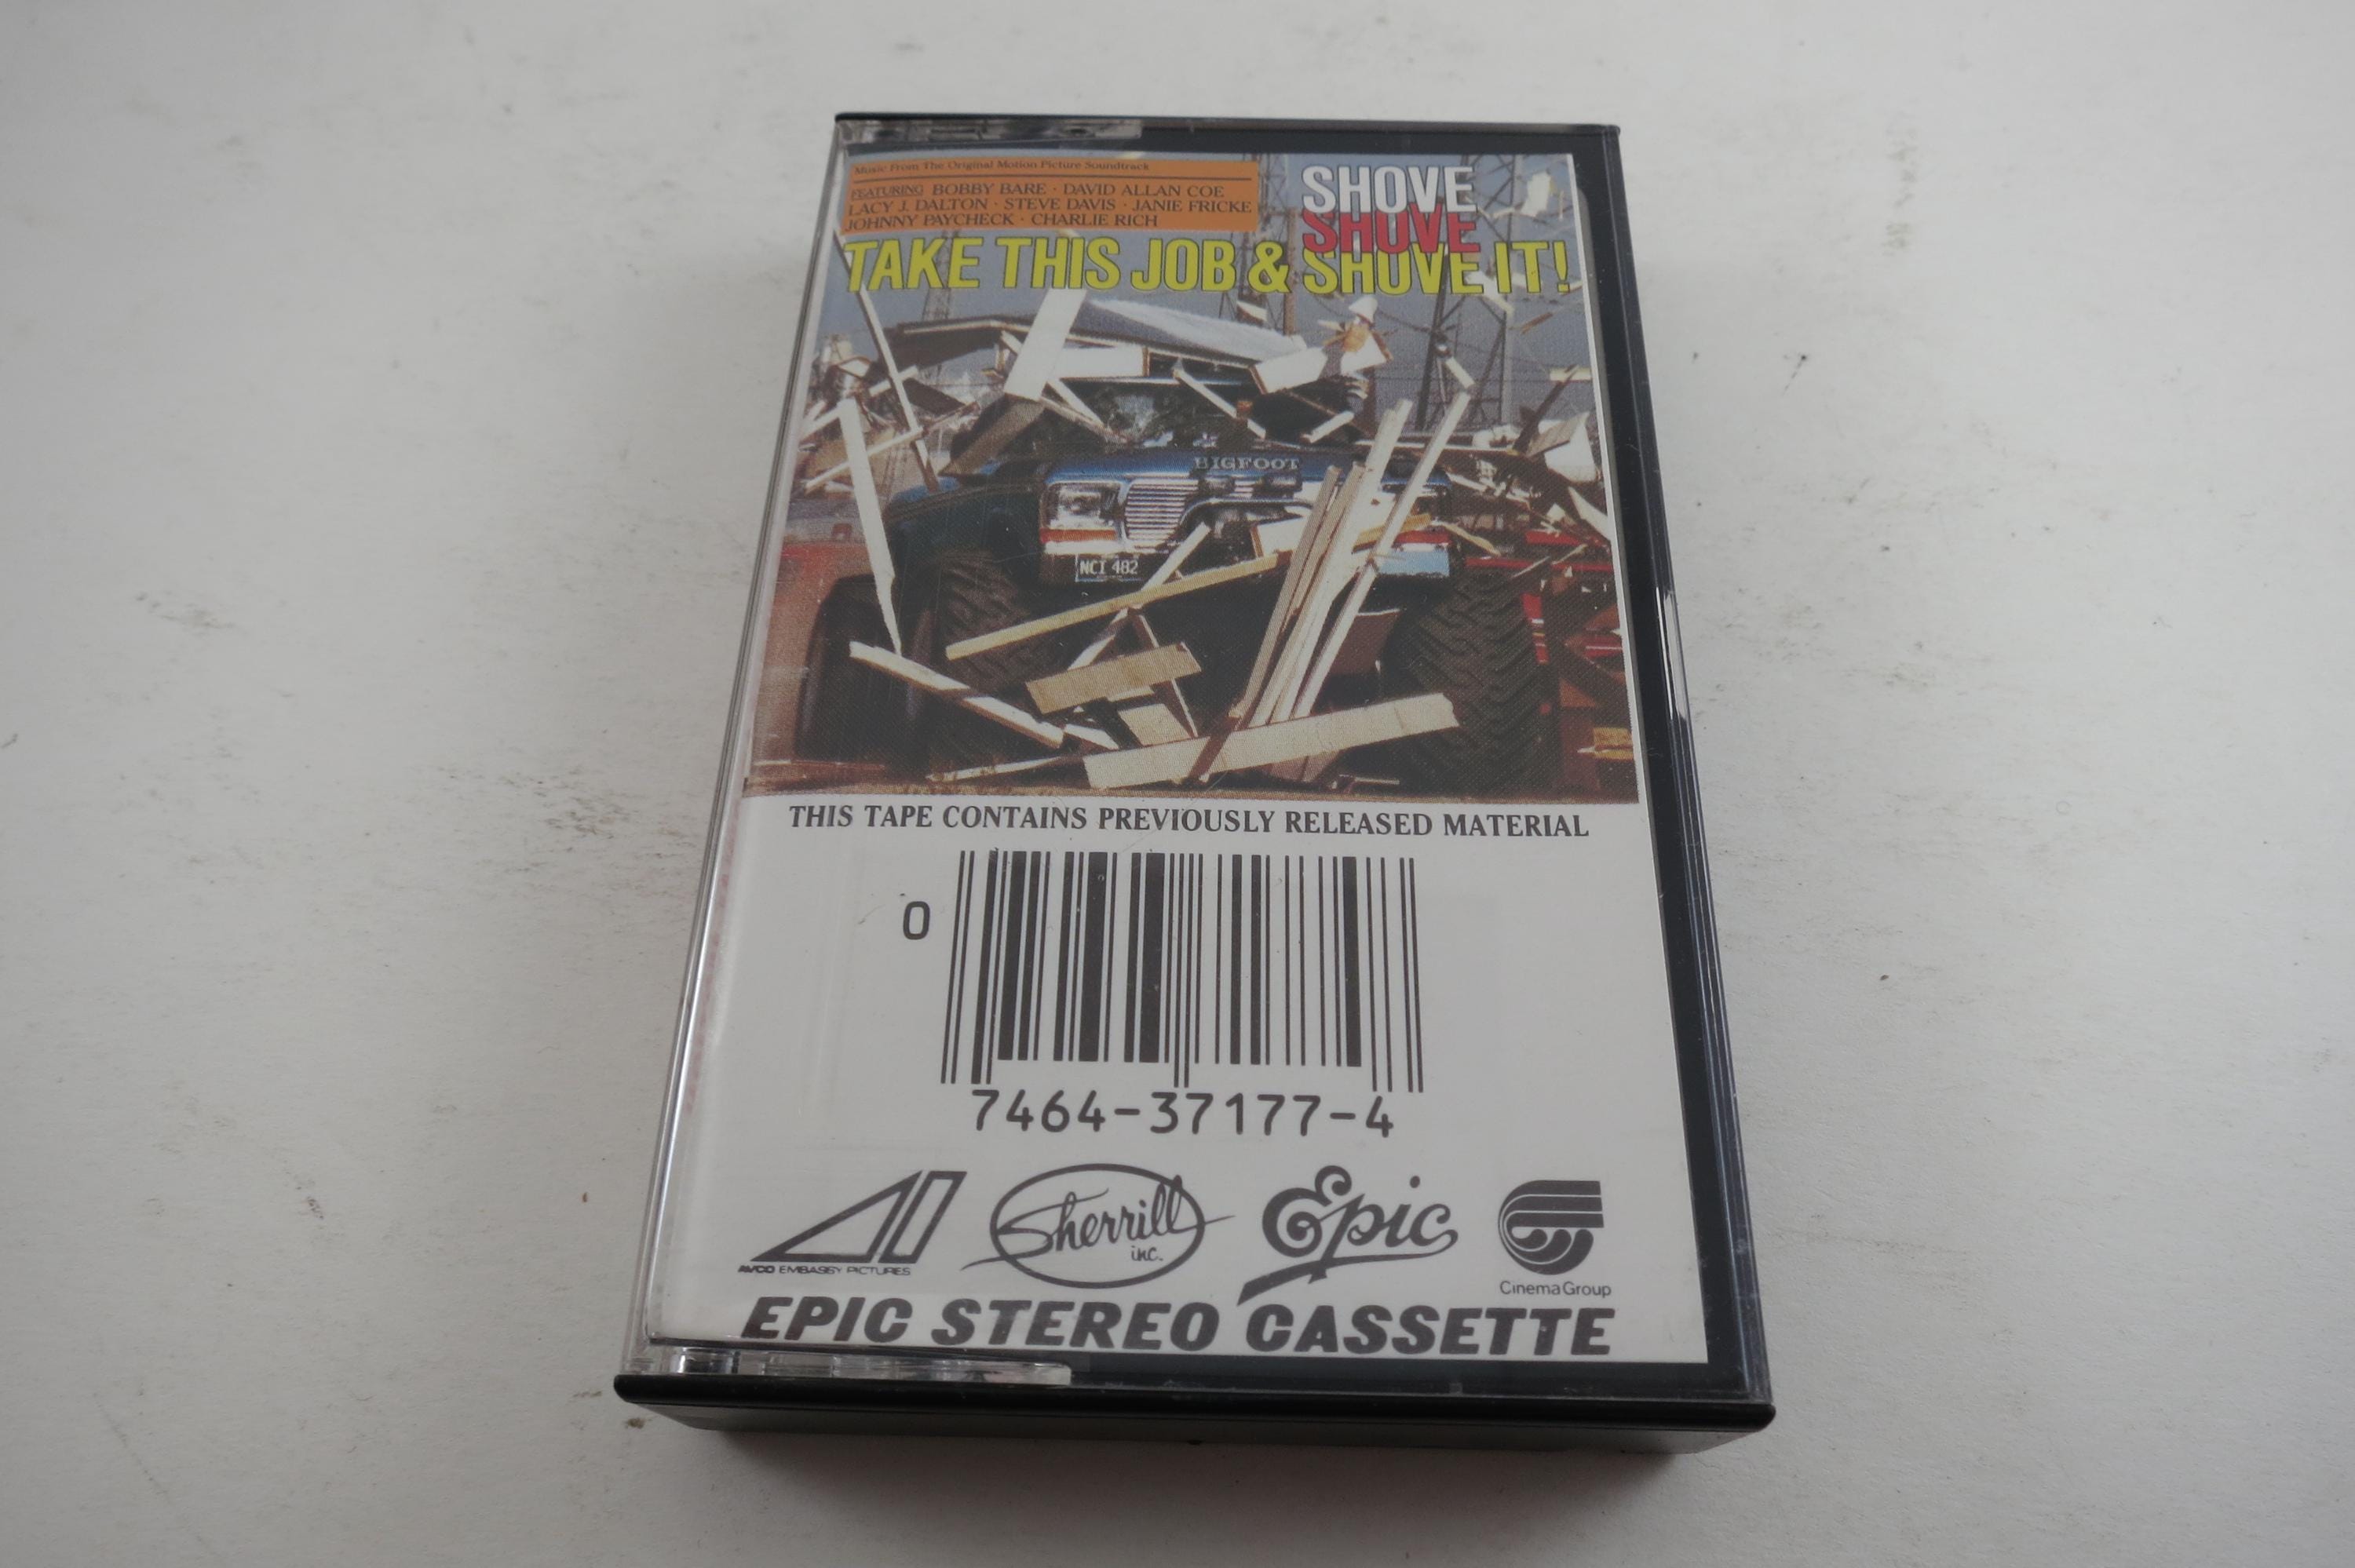 Music From The Original Motion Picture Soundtrack
FEATURING BOBBY BARE · DAVID ALLAN COE
LACY J. DALTON · STEVE DAVIS · JANIE FRICKE
JOHNNY PAYCHECK · CHARLIE RICH
SHOVE
SHOVE
TAKE THIS JOB & SHOVE IT!
BIGFOOT
NCI 482
THIS TAPE CONTAINS PREVIOUSLY RELEASED MATERIAL
0
7464-37177-4
AVCO EMBASSY PICTURES
Sherrill inc.
Epic
CinemaGroup
EPIC STEREO CASSETTE